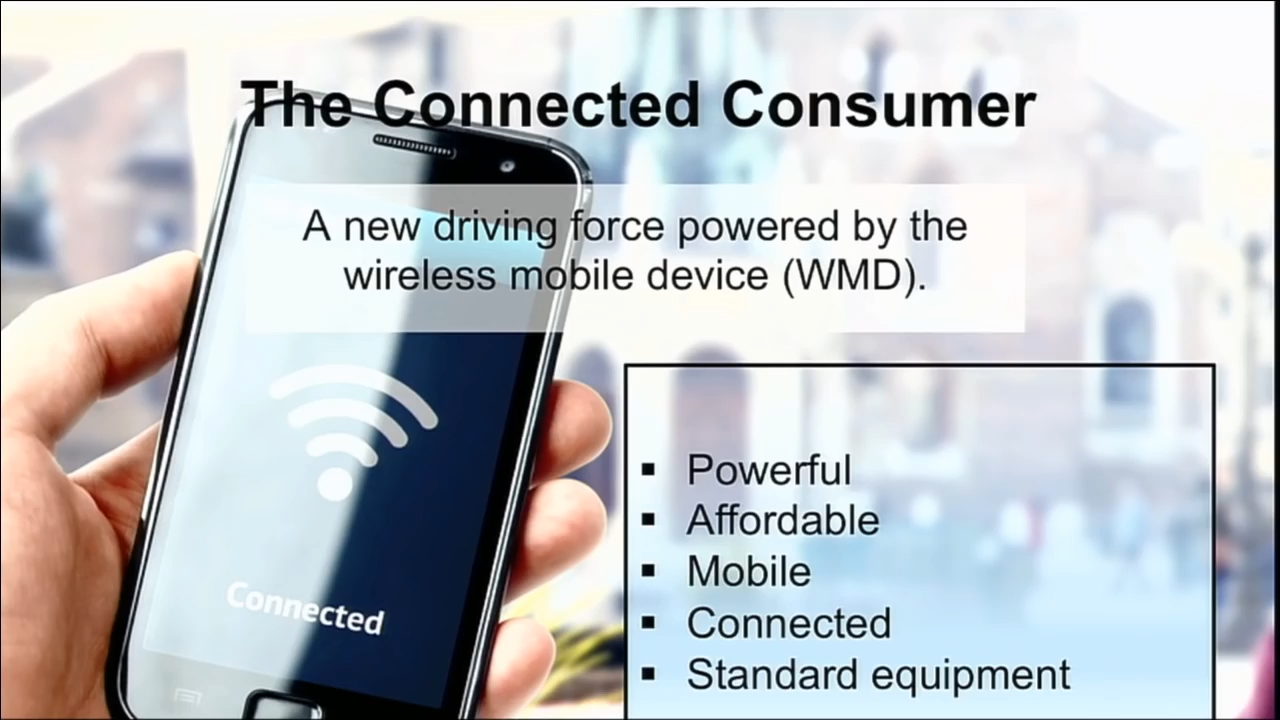 The Connected Consumer
A new driving force powered by the
wireless mobile device (WMD).
Connected
▪ Powerful
▪ Affordable
▪ Mobile
▪ Connected
▪ Standard equipment